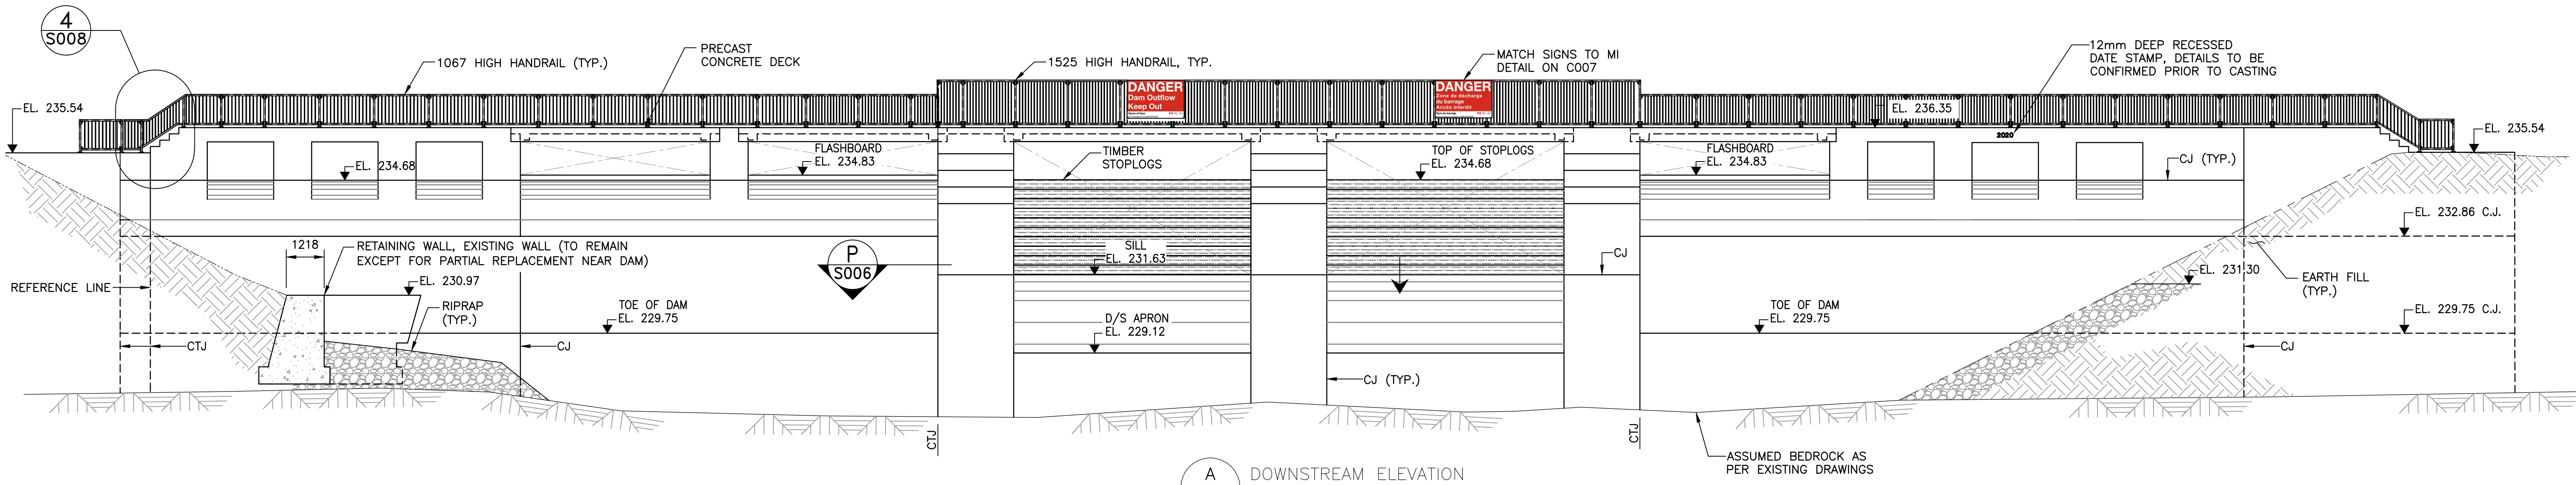 4
S008
1067 HIGH HANDRAIL (TYP.)
PRECAST
CONCRETE DECK
1525 HIGH HANDRAIL, TYP.
MATCH SIGNS TO MI
DETAIL ON C007
12mm DEEP RECESSED
DATE STAMP, DETAILS TO BE
CONFIRMED PRIOR TO CASTING
DANGER
Dam Outflow
Keep Out
DANGER
Zone de décharge
du barrage
Accès interdit
EL. 235.54
EL. 236.35
2020
EL. 235.54
EL. 234.68
FLASHBOARD
EL. 234.83
TIMBER
STOPLOGS
TOP OF STOPLOGS
EL. 234.68
FLASHBOARD
EL. 234.83
CJ (TYP.)
EL. 232.86 C.J.
1218
RETAINING WALL, EXISTING WALL (TO REMAIN
EXCEPT FOR PARTIAL REPLACEMENT NEAR DAM)
P
S006
SILL
EL. 231.63
CJ
EL. 231.30
EARTH FILL
(TYP.)
REFERENCE LINE
EL. 230.97
RIPRAP
(TYP.)
TOE OF DAM
EL. 229.75
D/S APRON
EL. 229.12
TOE OF DAM
EL. 229.75
EL. 229.75 C.J.
CTJ
CJ
CJ (TYP.)
CJ
CTJ
CTJ
ASSUMED BEDROCK AS
PER EXISTING DRAWINGS
A
DOWNSTREAM ELEVATION